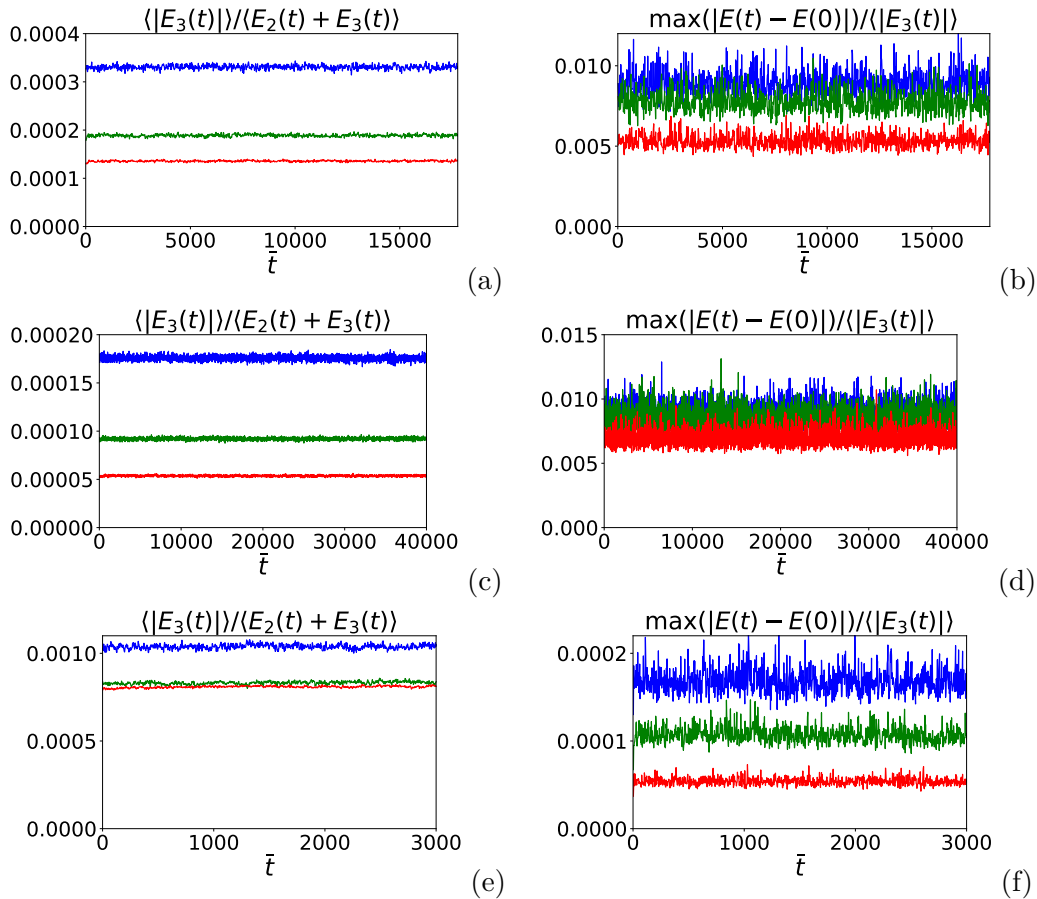 ⟨|E₃(t)|⟩/⟨E₂(t) + E₃(t)⟩
0.0004
0.0003
0.0002
0.0001
0.0000
0 5000 10000 15000
t̄
(a)
max(|E(t) − E(0)|)/⟨|E₃(t)|⟩
0.010
0.005
0.000
0 5000 10000 15000
t̄
(b)
⟨|E₃(t)|⟩/⟨E₂(t) + E₃(t)⟩
0.00020
0.00015
0.00010
0.00005
0.00000
0 10000 20000 30000 40000
t̄
(c)
max(|E(t) − E(0)|)/⟨|E₃(t)|⟩
0.015
0.010
0.005
0.000
0 10000 20000 30000 40000
t̄
(d)
⟨|E₃(t)|⟩/⟨E₂(t) + E₃(t)⟩
0.0010
0.0005
0.0000
0 1000 2000 3000
t̄
(e)
max(|E(t) − E(0)|)/⟨|E₃(t)|⟩
0.0002
0.0001
0.0000
0 1000 2000 3000
t̄
(f)